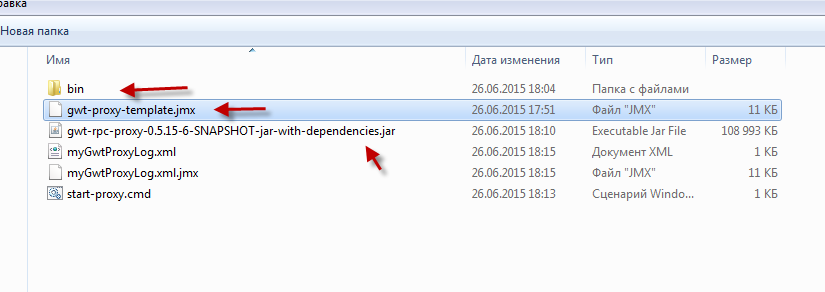 равка
Новая папка
Имя Дата изменения Тип Размер
bin 26.06.2015 18:04 Папка с файлами
gwt-proxy-template.jmx 26.06.2015 17:51 Файл "JMX" 11 КБ
gwt-rpc-proxy-0.5.15-6-SNAPSHOT-jar-with-dependencies.jar 26.06.2015 18:10 Executable Jar File 108 993 КБ
myGwtProxyLog.xml 26.06.2015 18:15 Документ XML 1 КБ
myGwtProxyLog.xml.jmx 26.06.2015 18:15 Файл "JMX" 11 КБ
start-proxy.cmd 26.06.2015 18:13 Сценарий Windo... 1 КБ